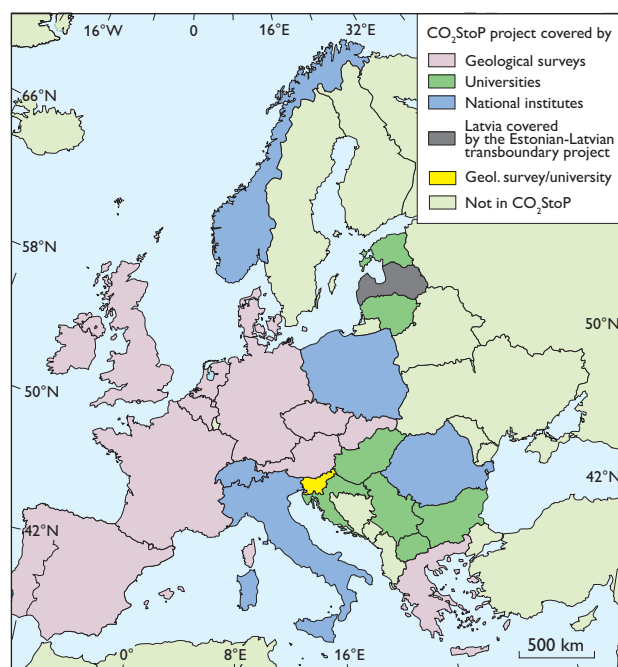 16°W 0° 16°E 32°E
CO₂StoP project covered by
Geological surveys
Universities
National institutes
Latvia covered
by the Estonian-Latvian
transboundary project
Geol. survey/university
Not in CO₂StoP
66°N
58°N
50°N
50°N
42°N
42°N
0° 8°E 16°E
500 km